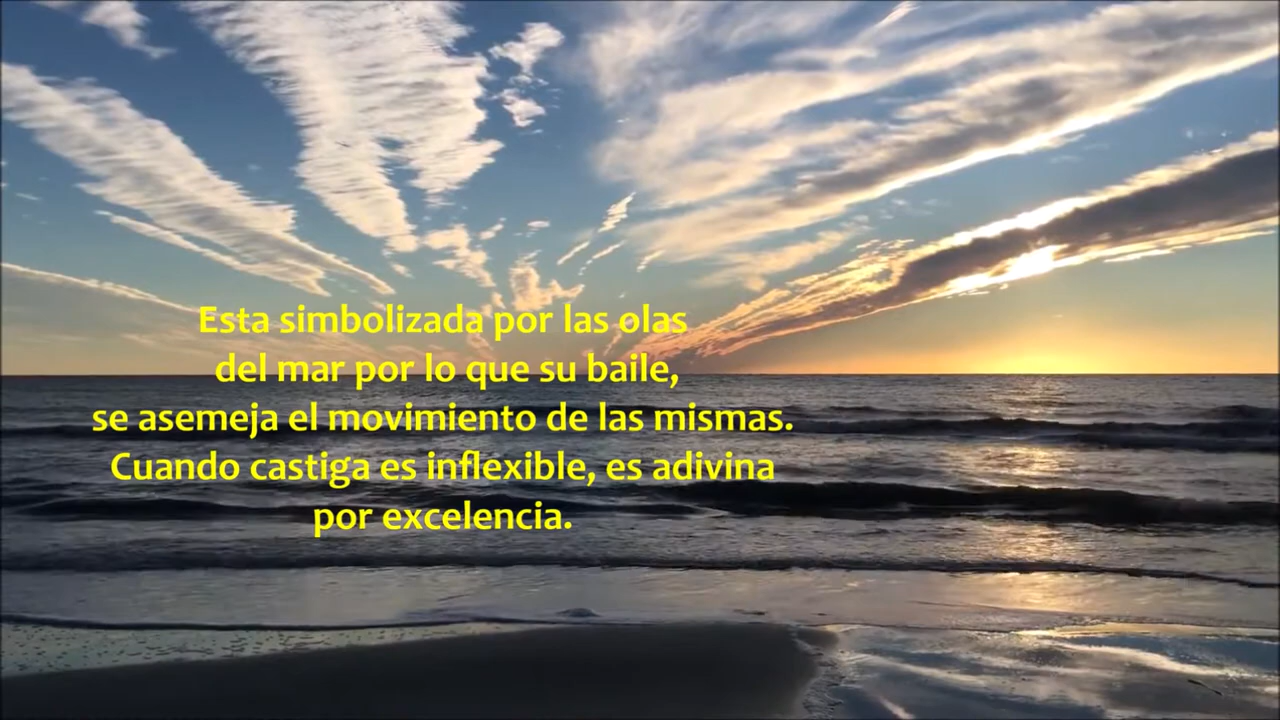 Esta simbolizada por las olas
del mar por lo que su baile,
se asemeja el movimiento de las mismas.
Cuando castiga es inflexible, es adivina
por excelencia.